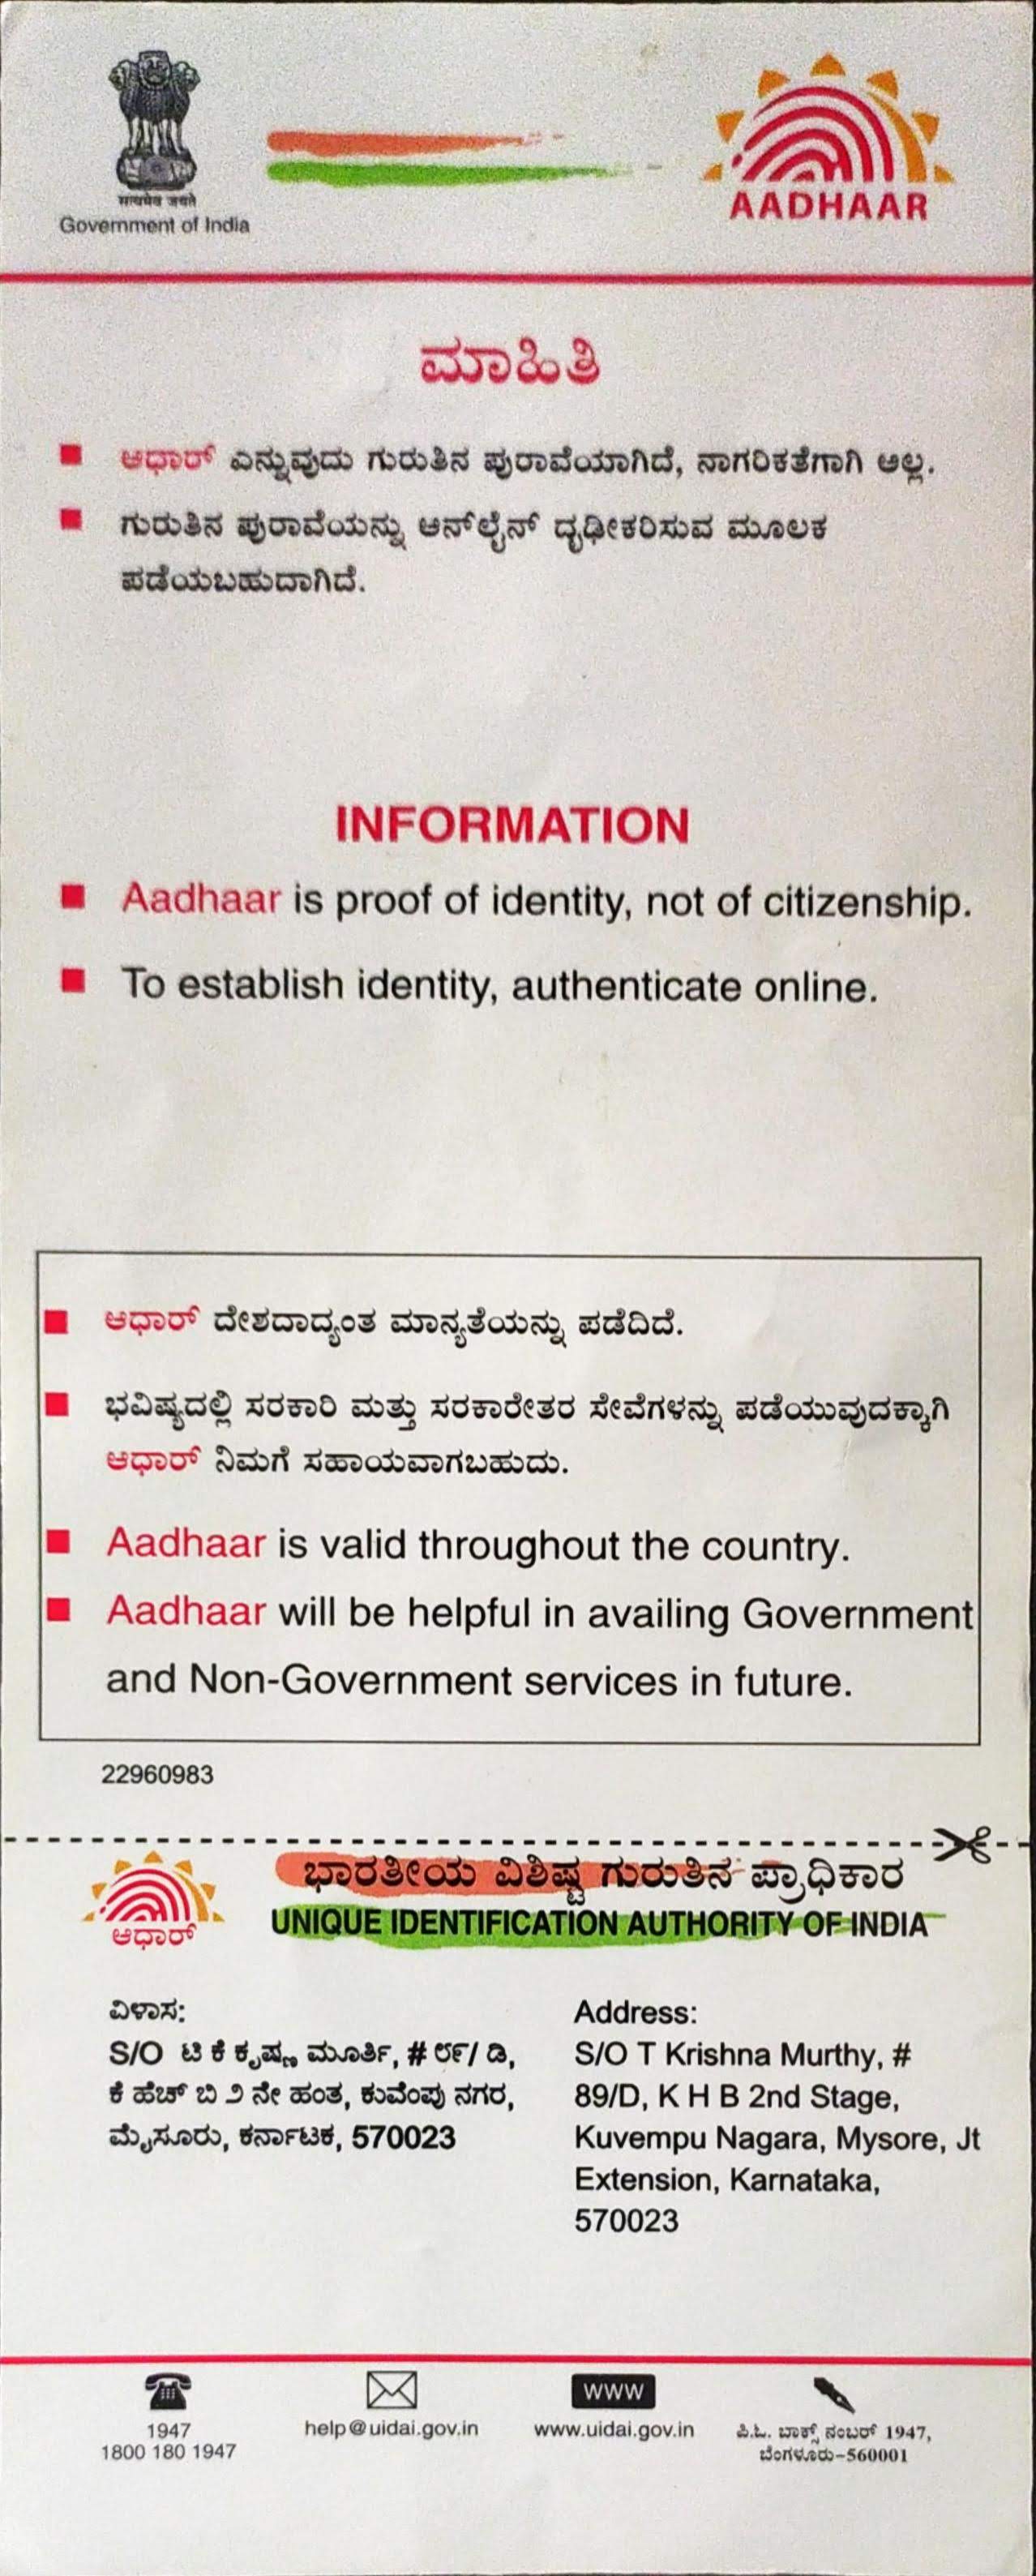 सत्यमेव जयते
Government of India
AADHAAR
ಮಾಹಿತಿ
ಆಧಾರ್ ಎನ್ನುವುದು ಗುರುತಿನ ಪುರಾವೆಯಾಗಿದೆ, ನಾಗರಿಕತೆಗಾಗಿ ಅಲ್ಲ.
ಗುರುತಿನ ಪುರಾವೆಯನ್ನು ಆನ್‌ಲೈನ್ ದೃಢೀಕರಿಸುವ ಮೂಲಕ
ಪಡೆಯಬಹುದಾಗಿದೆ.
INFORMATION
Aadhaar is proof of identity, not of citizenship.
To establish identity, authenticate online.
ಆಧಾರ್ ದೇಶದಾದ್ಯಂತ ಮಾನ್ಯತೆಯನ್ನು ಪಡೆದಿದೆ.
ಭವಿಷ್ಯದಲ್ಲಿ ಸರಕಾರಿ ಮತ್ತು ಸರಕಾರೇತರ ಸೇವೆಗಳನ್ನು ಪಡೆಯುವುದಕ್ಕಾಗಿ
ಆಧಾರ್ ನಿಮಗೆ ಸಹಾಯವಾಗಬಹುದು.
Aadhaar is valid throughout the country.
Aadhaar will be helpful in availing Government
and Non-Government services in future.
22960983
ಭಾರತೀಯ ವಿಶಿಷ್ಟ ಗುರುತಿನ ಪ್ರಾಧಿಕಾರ
UNIQUE IDENTIFICATION AUTHORITY OF INDIA
ಆಧಾರ್
ವಿಳಾಸ:
S/O ಟಿ ಕೆ ಕೃಷ್ಣ ಮೂರ್ತಿ, # ೮೯/ ಡಿ,
ಕೆ ಹೆಚ್ ಬಿ ೨ ನೇ ಹಂತ, ಕುವೆಂಪು ನಗರ,
ಮೈಸೂರು, ಕರ್ನಾಟಕ, 570023
Address:
S/O T Krishna Murthy, #
89/D, K H B 2nd Stage,
Kuvempu Nagara, Mysore, Jt
Extension, Karnataka,
570023
1947
1800 180 1947
help@uidai.gov.in
www
www.uidai.gov.in
ಪಿ.ಓ. ಬಾಕ್ಸ್ ನಂಬರ್ 1947,
ಬೆಂಗಳೂರು-560001